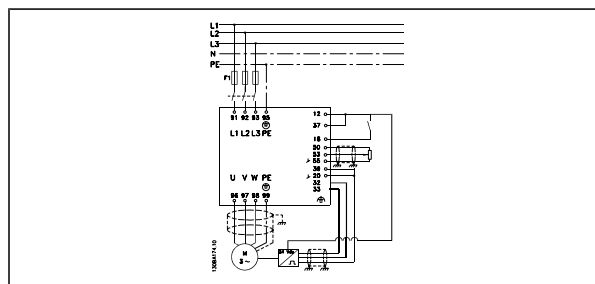 L1
L2
L3
N
PE
F1
91 92 93 95
L1 L2 L3 PE
U V W PE
96 97 98 99
12
37
18
50
53
55
20
32
33
M
3 ~
130BA174.10